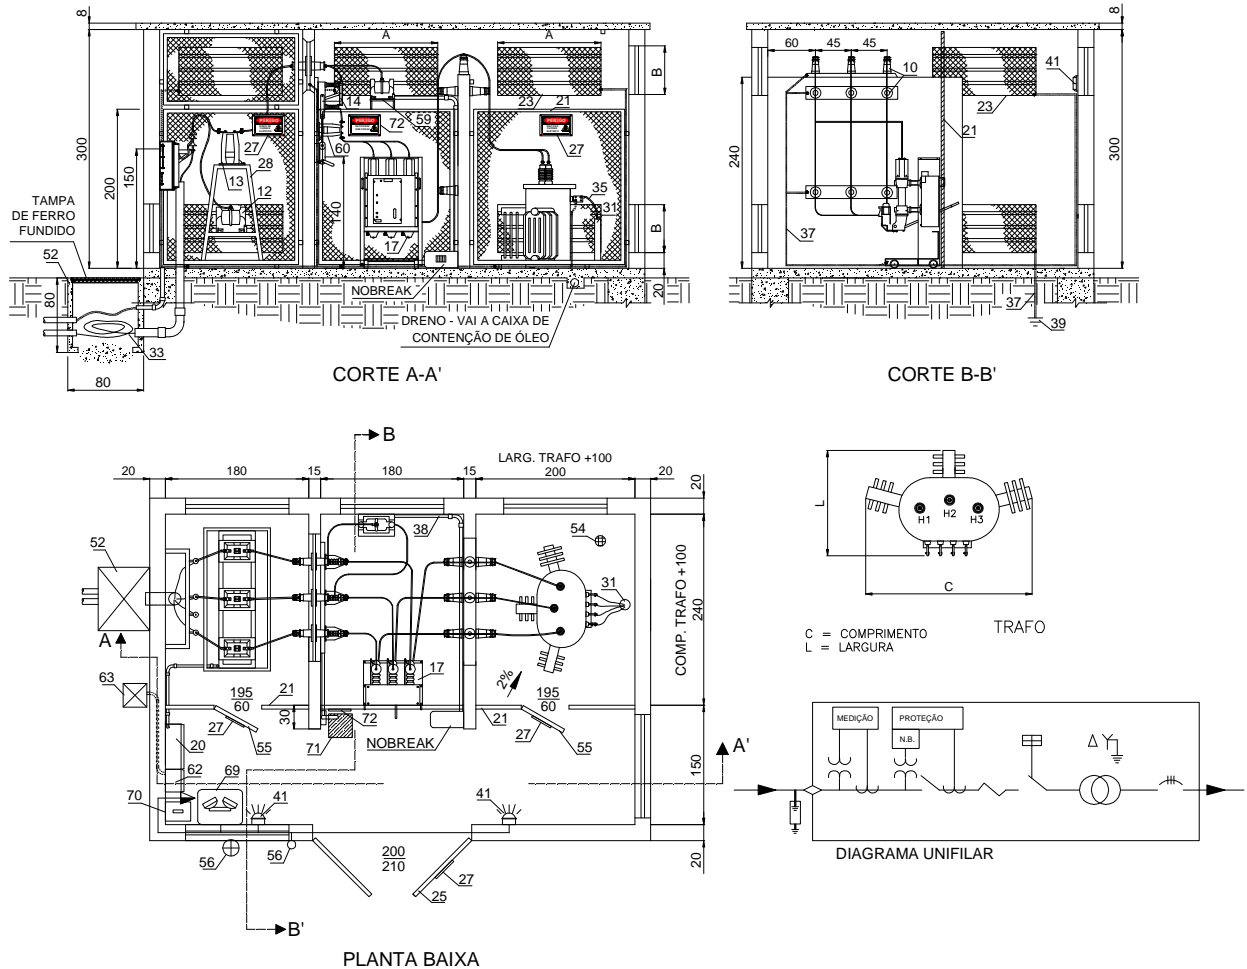 8
300
200
150
A
A
B
B
23
21
14
59
72
60
27
28
13
12
140
17
27
35
31
20
PERIGO
PERIGO
PERIGO
TAMPA
DE FERRO
FUNDIDO
52
80
33
80
NOBREAK
DRENO - VAI A CAIXA DE
CONTENÇÃO DE ÓLEO
CORTE A-A'
8
60
45
45
10
41
23
21
240
300
37
37
39
CORTE B-B'
B
LARG. TRAFO +100
20
180
15
180
15
200
20
20
38
54
52
31
A
63
COMP. TRAFO +100
240
17
2%
195
60
21
30
72
71
NOBREAK
21
195
60
27
55
27
55
20
62
69
70
41
41
A'
150
56
56
200
210
27
25
20
B'
PLANTA BAIXA
L
H1
H2
H3
C
C = COMPRIMENTO
L = LARGURA
TRAFO
MEDIÇÃO
PROTEÇÃO
N.B.
DIAGRAMA UNIFILAR